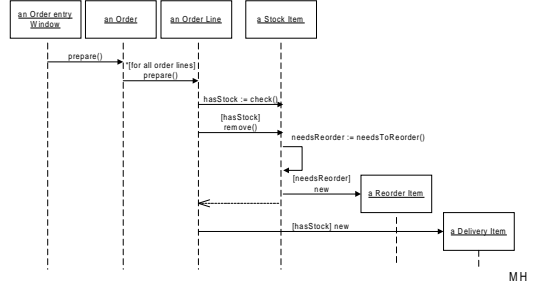 an Order entry
Window
an Order
an Order Line
a Stock Item
prepare()
*[for all order lines]
prepare()
hasStock := check()
[hasStock]
remove()
needsReorder := needsToReorder()
[needsReorder]
new
a Reorder Item
[hasStock] new
a Delivery Item
MH